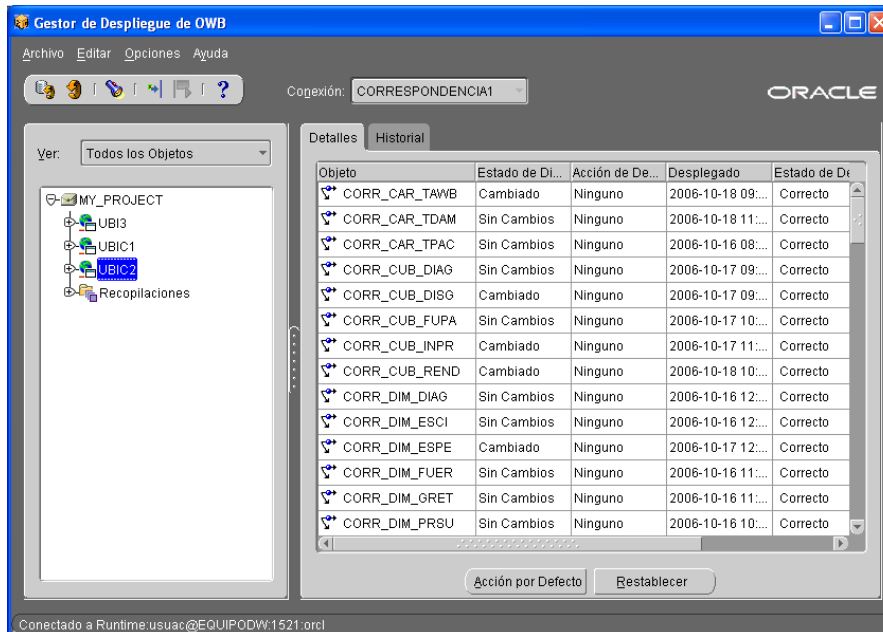 Gestor de Despliegue de OWB
Archivo Editar Opciones Ayuda
Conexión: CORRESPONDENCIA1
ORACLE
Ver: Todos los Objetos
MY_PROJECT
UBI3
UBIC1
UBIC2
Recopilaciones
Detalles Historial
Objeto Estado de Di... Acción de De... Desplegado Estado de De
CORR_CAR_TAWB Cambiado Ninguno 2006-10-18 09:... Correcto
CORR_CAR_TDAM Sin Cambios Ninguno 2006-10-18 11:... Correcto
CORR_CAR_TPAC Sin Cambios Ninguno 2006-10-16 08:... Correcto
CORR_CUB_DIAG Sin Cambios Ninguno 2006-10-17 09:... Correcto
CORR_CUB_DISG Cambiado Ninguno 2006-10-17 09:... Correcto
CORR_CUB_FUPA Sin Cambios Ninguno 2006-10-17 10:... Correcto
CORR_CUB_INPR Cambiado Ninguno 2006-10-17 11:... Correcto
CORR_CUB_REND Cambiado Ninguno 2006-10-18 10:... Correcto
CORR_DIM_DIAG Sin Cambios Ninguno 2006-10-16 12:... Correcto
CORR_DIM_ESCI Sin Cambios Ninguno 2006-10-16 12:... Correcto
CORR_DIM_ESPE Cambiado Ninguno 2006-10-17 12:... Correcto
CORR_DIM_FUER Sin Cambios Ninguno 2006-10-16 11:... Correcto
CORR_DIM_GRET Sin Cambios Ninguno 2006-10-16 11:... Correcto
CORR_DIM_PRSU Sin Cambios Ninguno 2006-10-16 10:... Correcto
Acción por Defecto Restablecer
Conectado a Runtime:usuac@EQUIPODW:1521:orcl